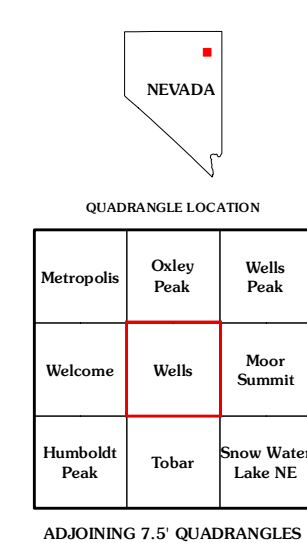 NEVADA
QUADRANGLE LOCATION
Metropolis
Oxley
Peak
Wells
Peak
Welcome
Wells
Moor
Summit
Humboldt
Peak
Tobar
Snow Water
Lake NE
ADJOINING 7.5' QUADRANGLES